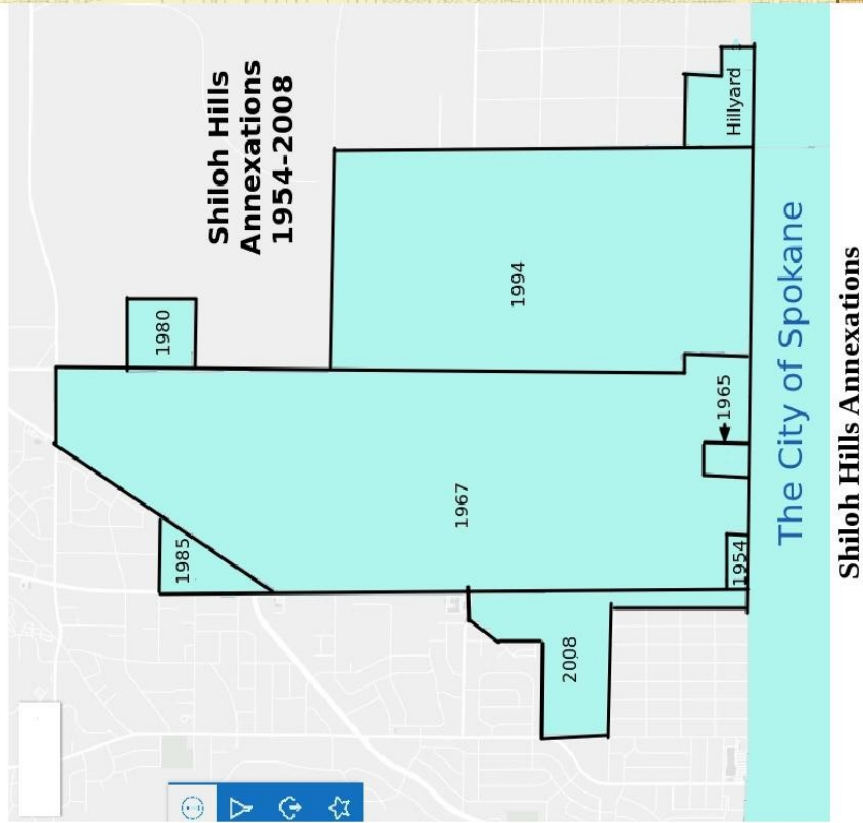 Shiloh Hills
Annexations
1954-2008
1980
1985
1967
1994
2008
1954
1965
Hillyard
The City of Spokane
Shiloh Hills Annexations